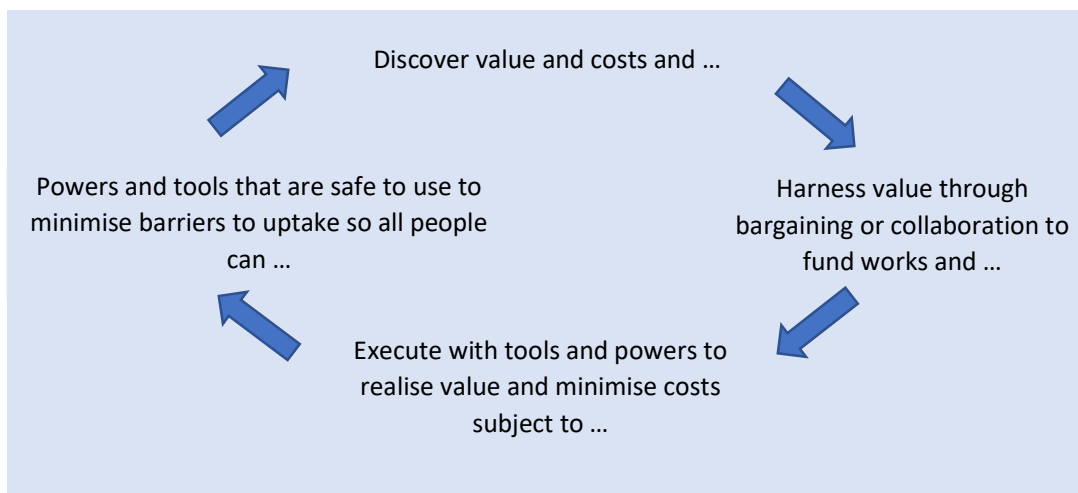 Discover value and costs and …
Harness value through
bargaining or collaboration to
fund works and …
Execute with tools and powers to
realise value and minimise costs
subject to …
Powers and tools that are safe to use to
minimise barriers to uptake so all people
can …